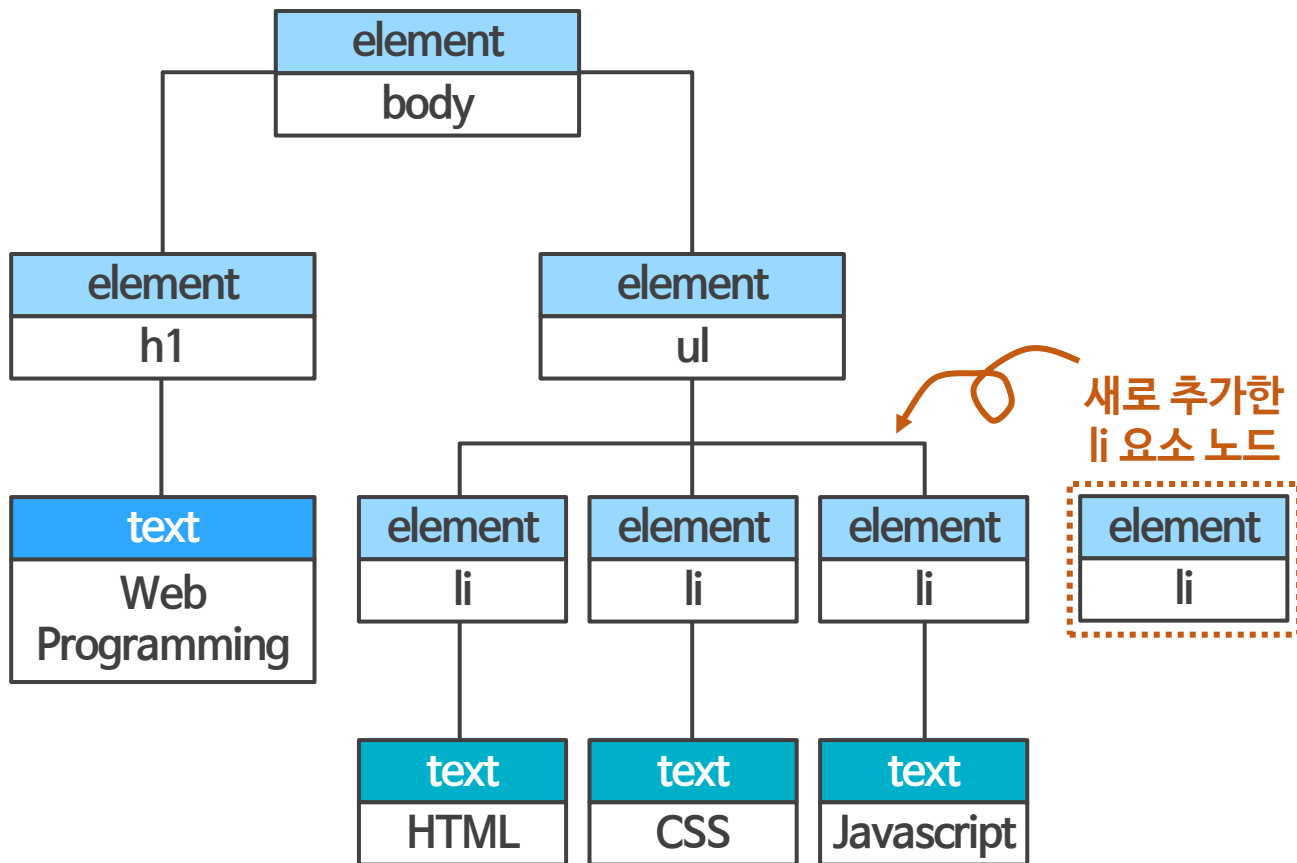 element
body
element
h1
element
ul
새로 추가한
li 요소 노드
text
Web
Programming
element
li
element
li
element
li
element
li
text
HTML
text
CSS
text
Javascript